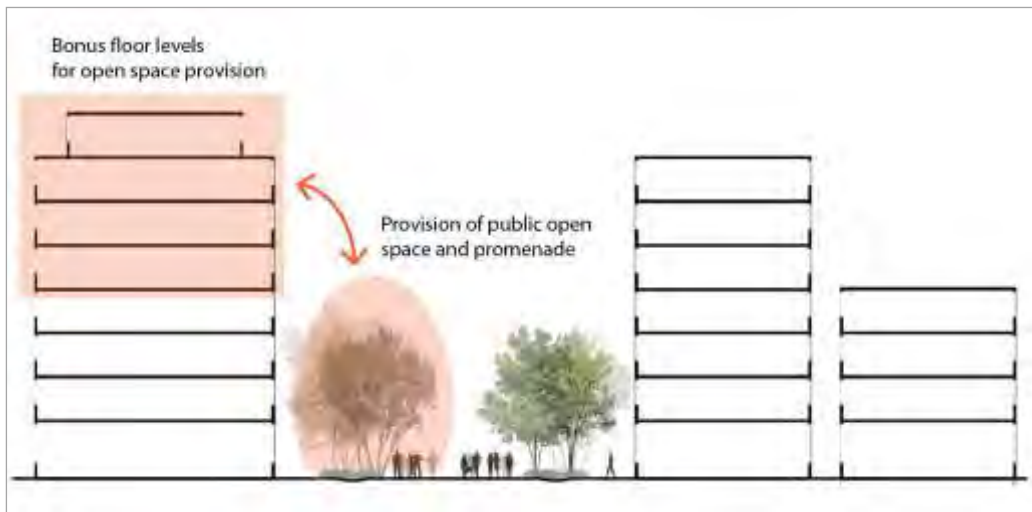 Bonus floor levels
for open space provision
Provision of public open
space and promenade